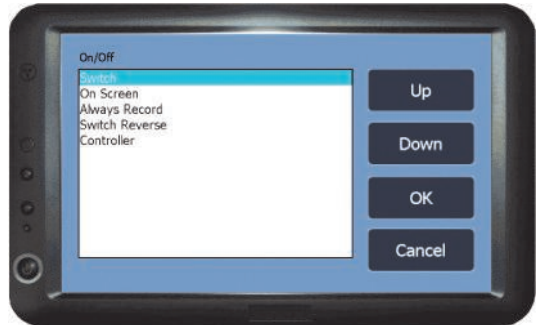 On/Off
Switch
On Screen
Always Record
Switch Reverse
Controller
Up
Down
OK
Cancel